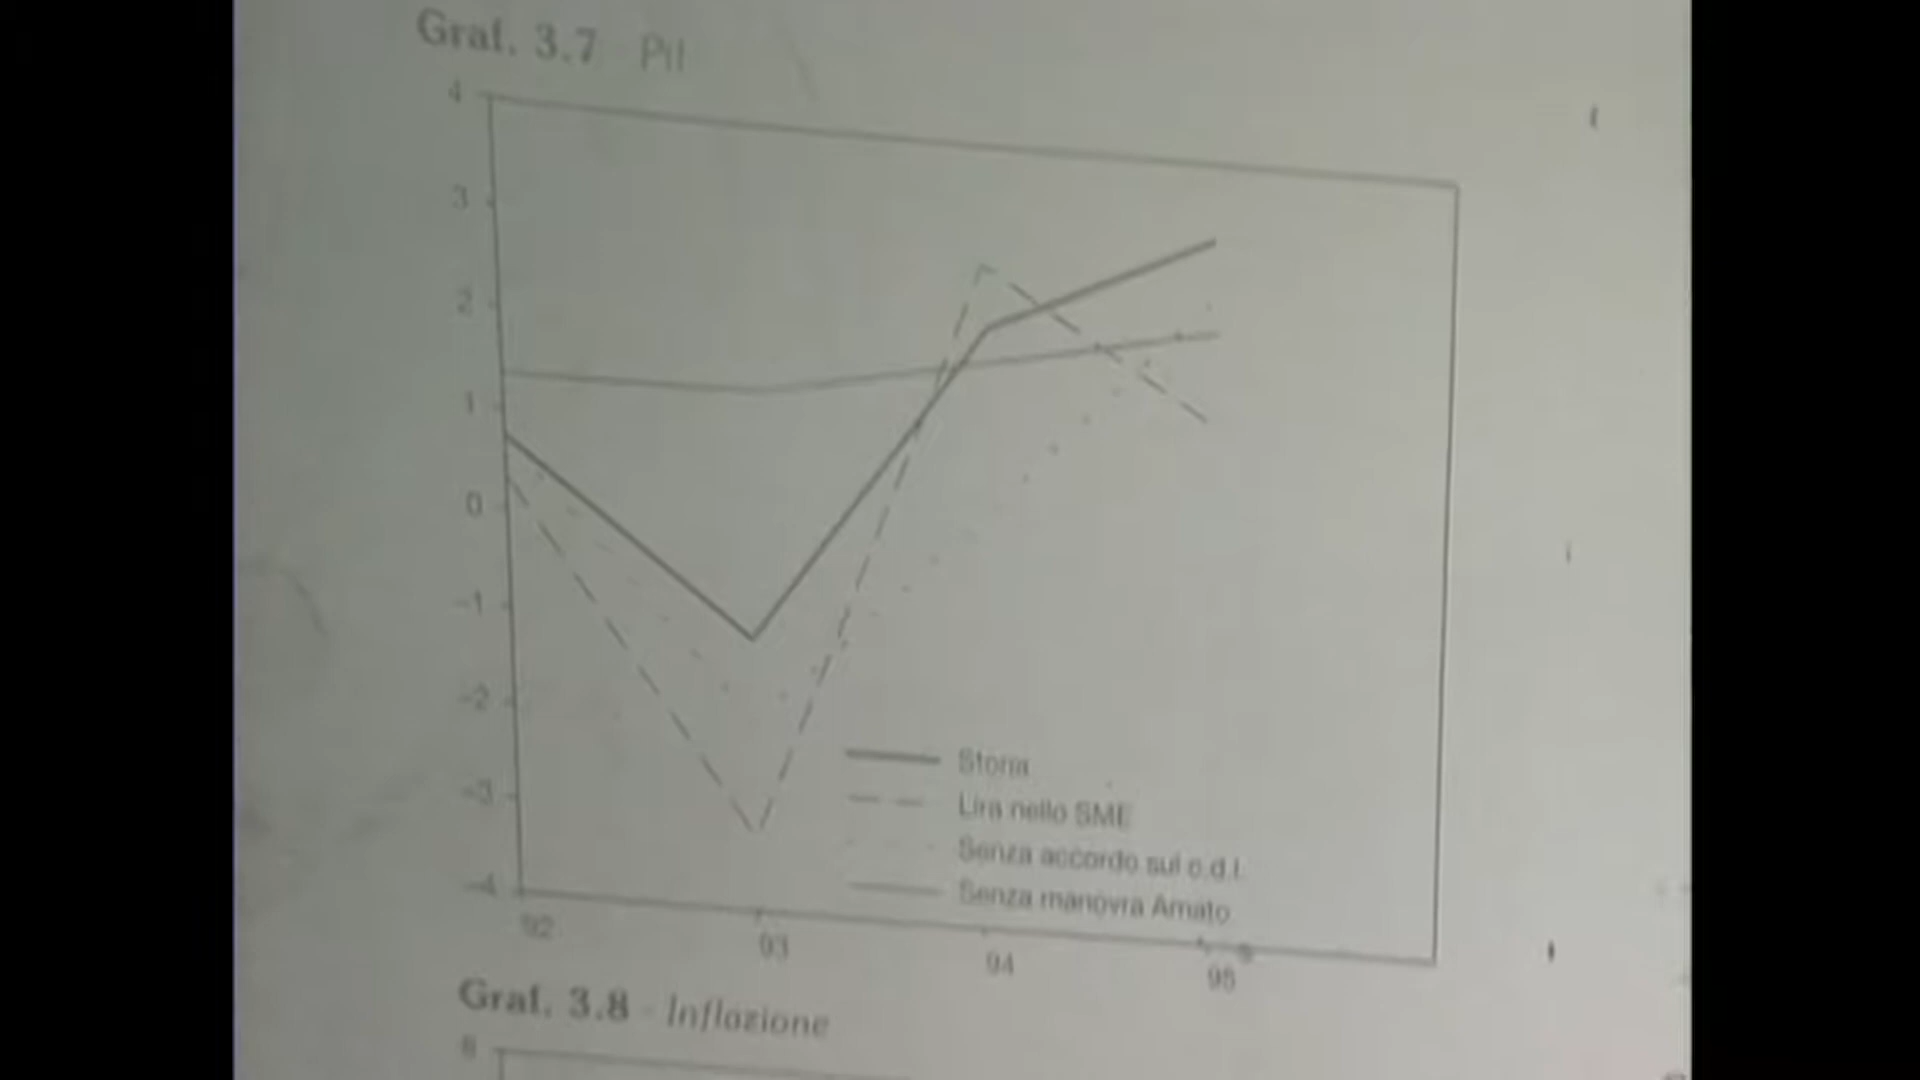 Graf. 3.7 Pil
4
3
2
1
0
-1
-2
-3
-4
Storia
Lira nello SME
Senza accordo sul c.d.l.
Senza manovra Amato
92 93 94 95
Graf. 3.8 - Inflazione